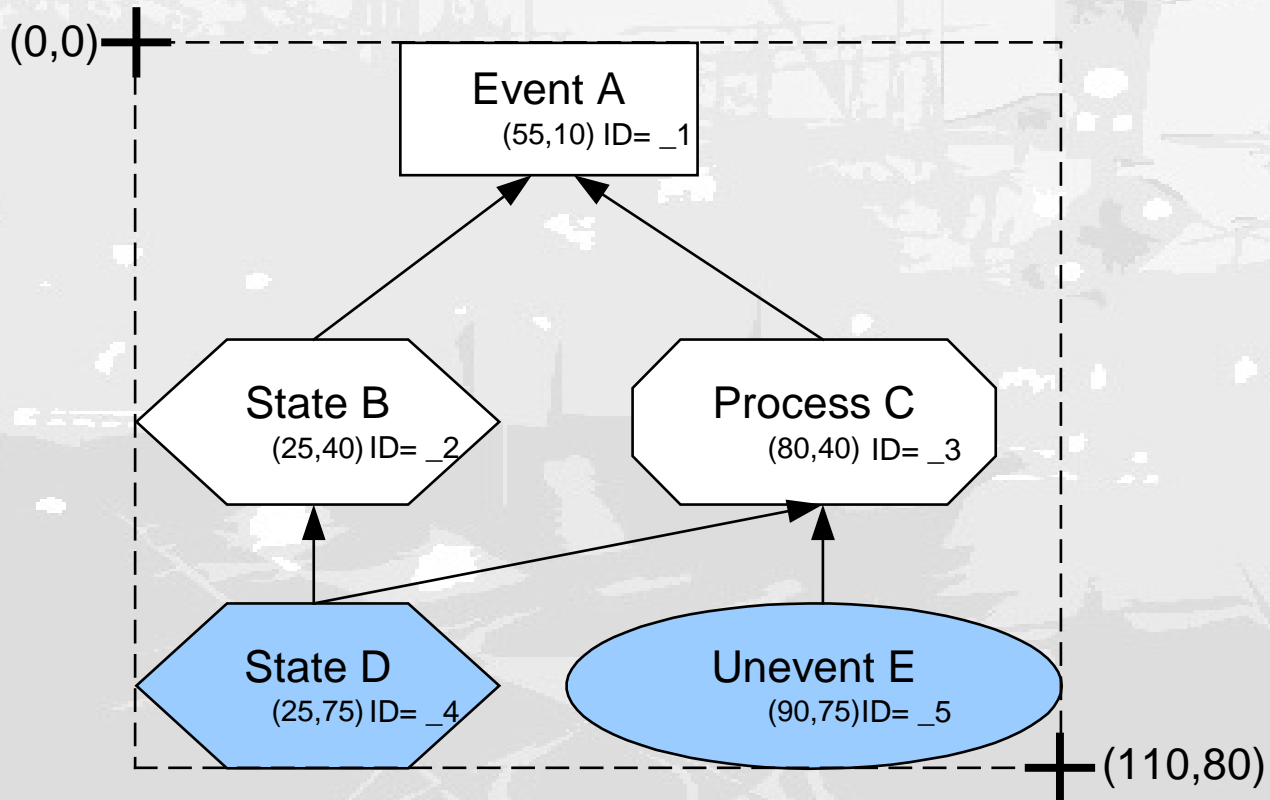 (0,0)
Event A
(55,10) ID= _1
State B
(25,40) ID= _2
Process C
(80,40) ID= _3
State D
(25,75) ID= _4
Unevent E
(90,75)ID= _5
(110,80)